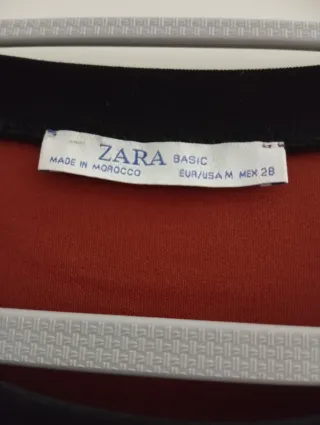 ZARA BASIC
MADE IN MOROCCO EUR/USA M MEX 28